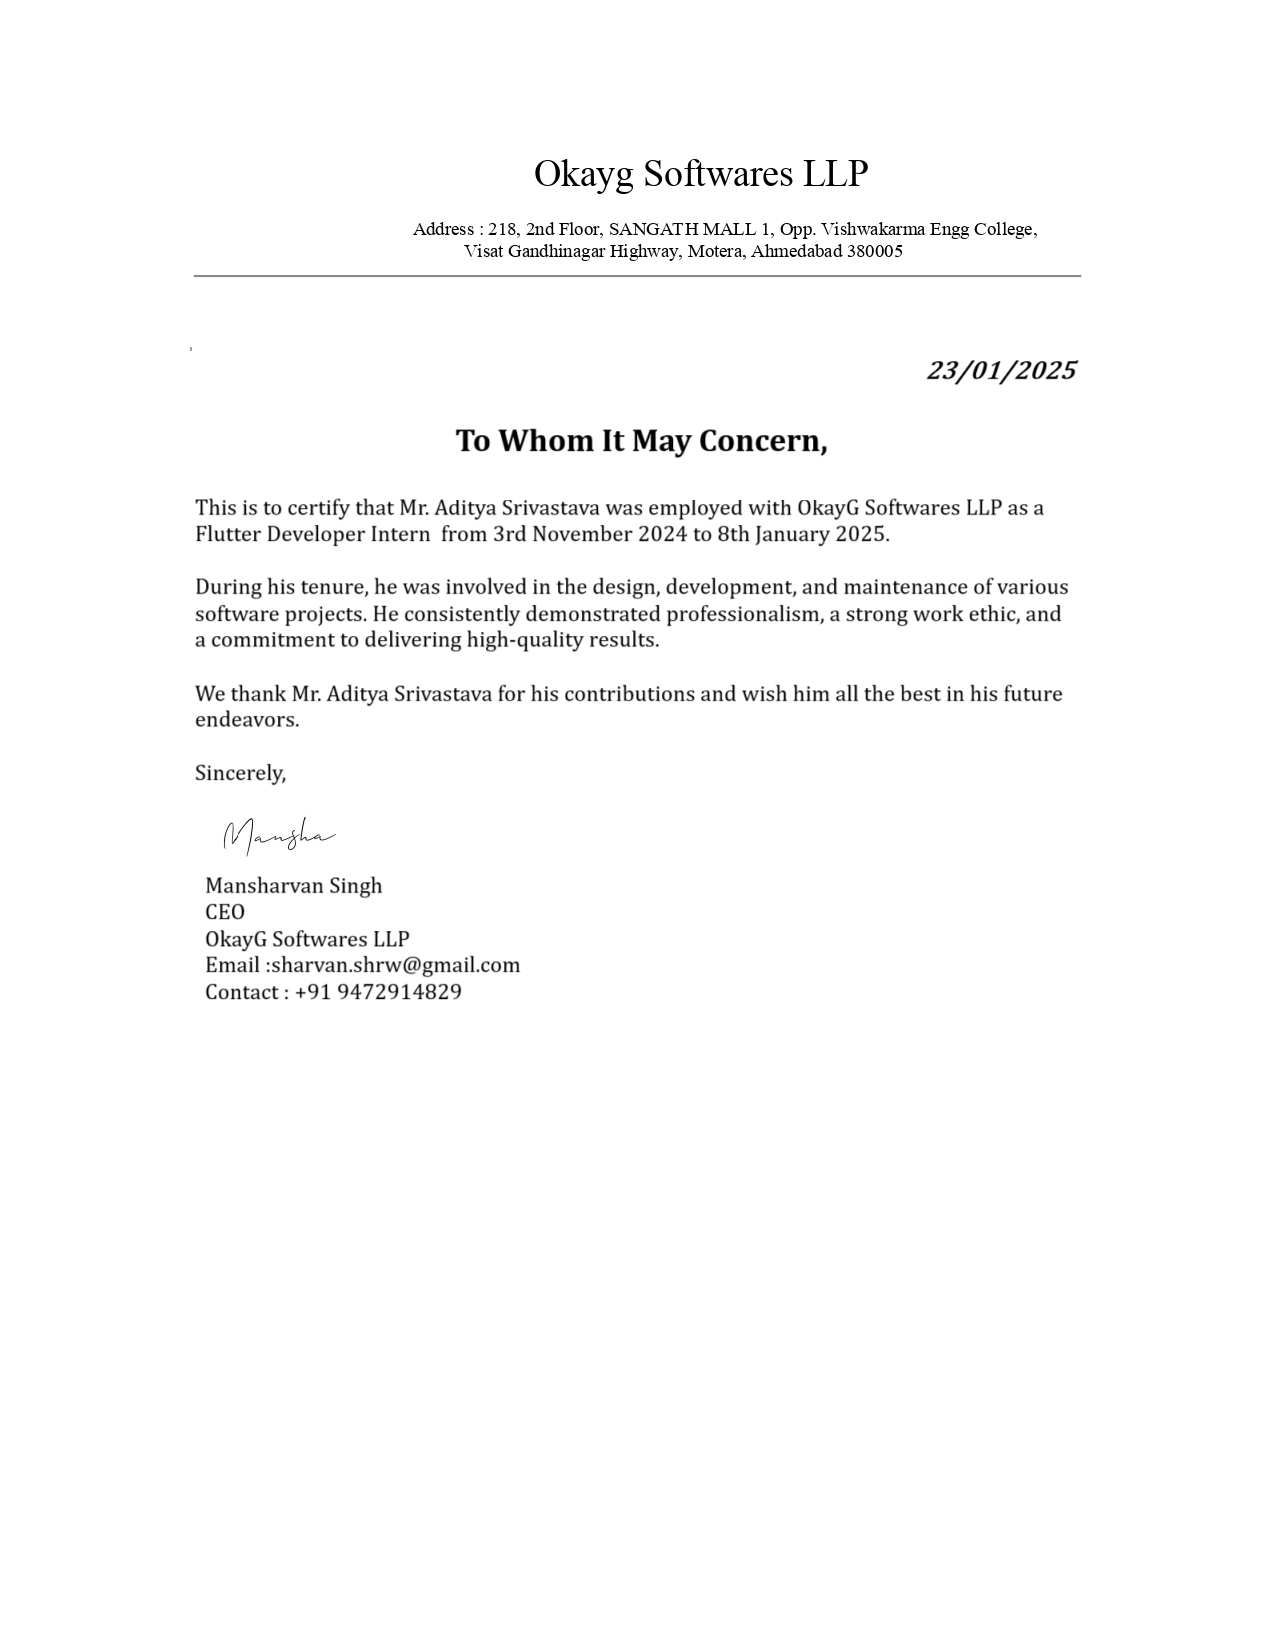 Okayg Softwares LLP
Address : 218, 2nd Floor, SANGATH MALL 1, Opp. Vishwakarma Engg College,
Visat Gandhinagar Highway, Motera, Ahmedabad 380005
23/01/2025
To Whom It May Concern,
This is to certify that Mr. Aditya Srivastava was employed with OkayG Softwares LLP as a
Flutter Developer Intern  from 3rd November 2024 to 8th January 2025.
During his tenure, he was involved in the design, development, and maintenance of various
software projects. He consistently demonstrated professionalism, a strong work ethic, and
a commitment to delivering high-quality results.
We thank Mr. Aditya Srivastava for his contributions and wish him all the best in his future
endeavors.
Sincerely,
Mansha
Mansharvan Singh
CEO
OkayG Softwares LLP
Email :sharvan.shrw@gmail.com
Contact : +91 9472914829